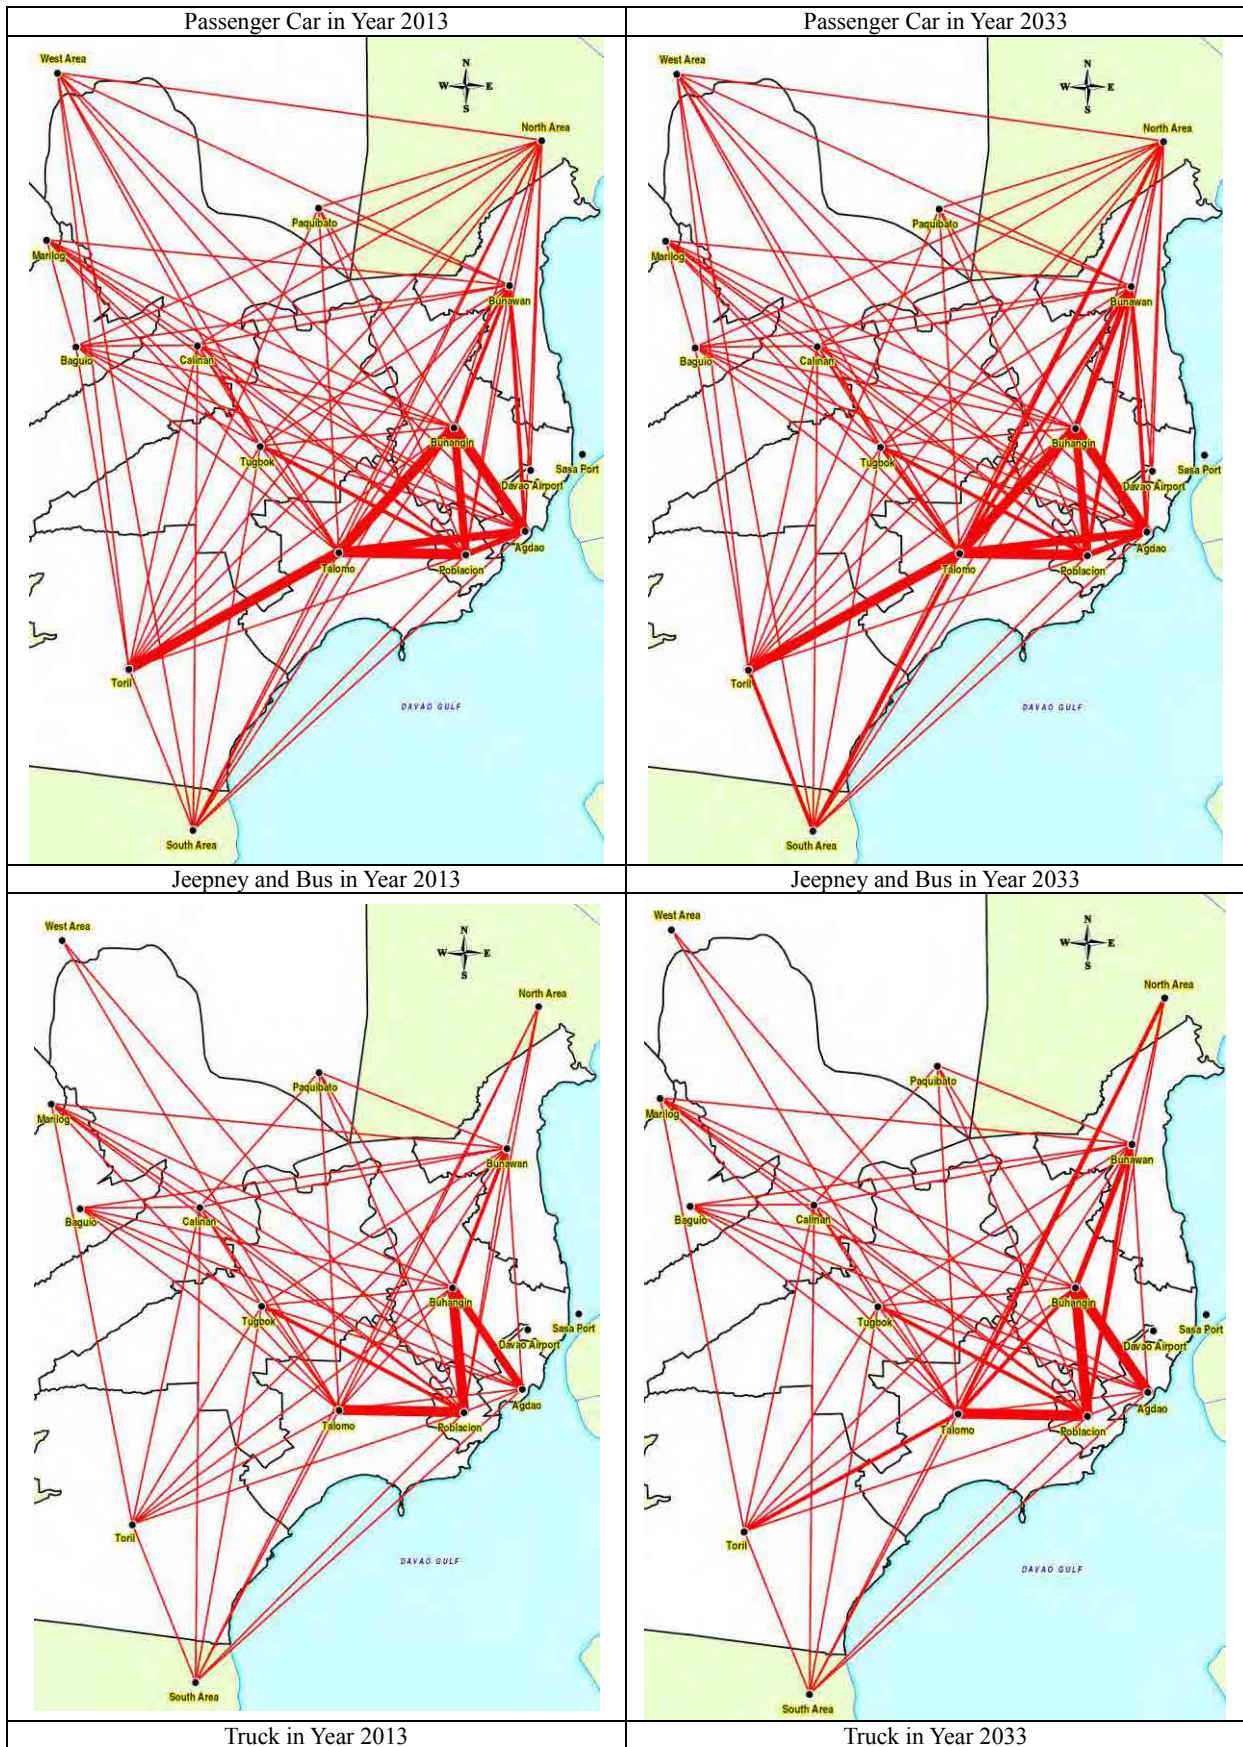 Passenger Car in Year 2013
Passenger Car in Year 2033
West Area
N
W E
S
North Area
Paquibato
Marilog
Bunawan
Baguio
Calinan
Buhangin
Tugbok
Sasa Port
Davao Airport
Agdao
Talomo
Poblacion
Toril
DAVAO GULF
South Area
West Area
N
W E
S
North Area
Paquibato
Marilog
Bunawan
Baguio
Calinan
Buhangin
Tugbok
Sasa Port
Davao Airport
Agdao
Talomo
Poblacion
Toril
DAVAO GULF
South Area
Jeepney and Bus in Year 2013
Jeepney and Bus in Year 2033
West Area
N
W E
S
North Area
Paquibato
Marilog
Bunawan
Baguio
Calinan
Buhangin
Tugbok
Sasa Port
Davao Airport
Agdao
Talomo
Poblacion
Toril
DAVAO GULF
South Area
West Area
N
W E
S
North Area
Paquibato
Marilog
Bunawan
Baguio
Calinan
Buhangin
Tugbok
Sasa Port
Davao Airport
Agdao
Talomo
Poblacion
Toril
DAVAO GULF
South Area
Truck in Year 2013
Truck in Year 2033